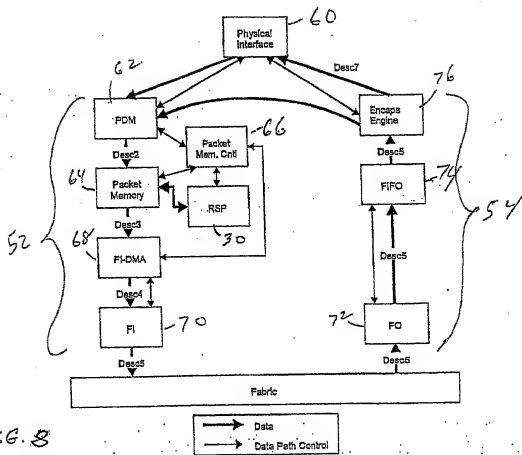 60
Physical
Interface
62
Desc7
76
PDM
Encaps
Engine
66
Packet
Mem. Cntl
Desc2
Desc5
64
Packet
Memory
RSP
30
FIFO
74
52
54
Desc3
68
FI-DMA
Desc5
Desc4
FI
70
72
FO
Desc5
Desc5
Fabric
Data
Data Path Control
G. 8